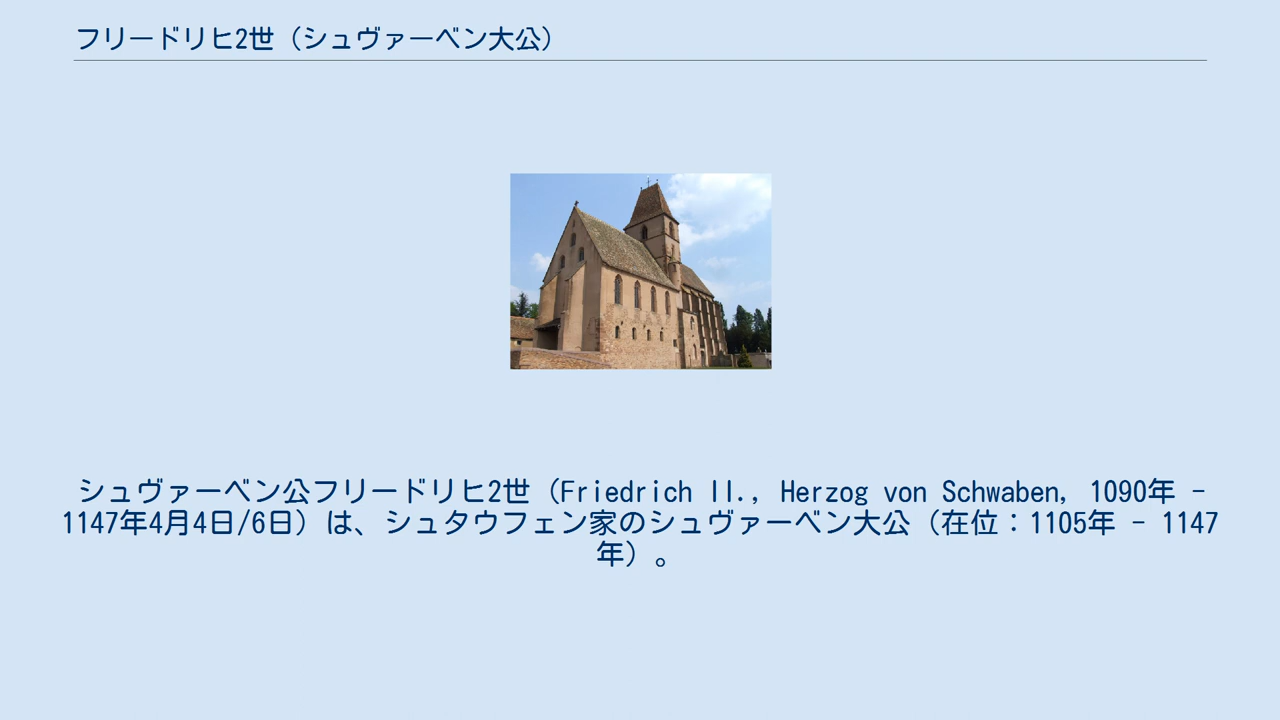 フリードリヒ2世（シュヴァーベン大公）
シュヴァーベン公フリードリヒ2世（Friedrich II., Herzog von Schwaben, 1090年 -
1147年4月4日/6日）は、シュタウフェン家のシュヴァーベン大公（在位：1105年 - 1147
年）。